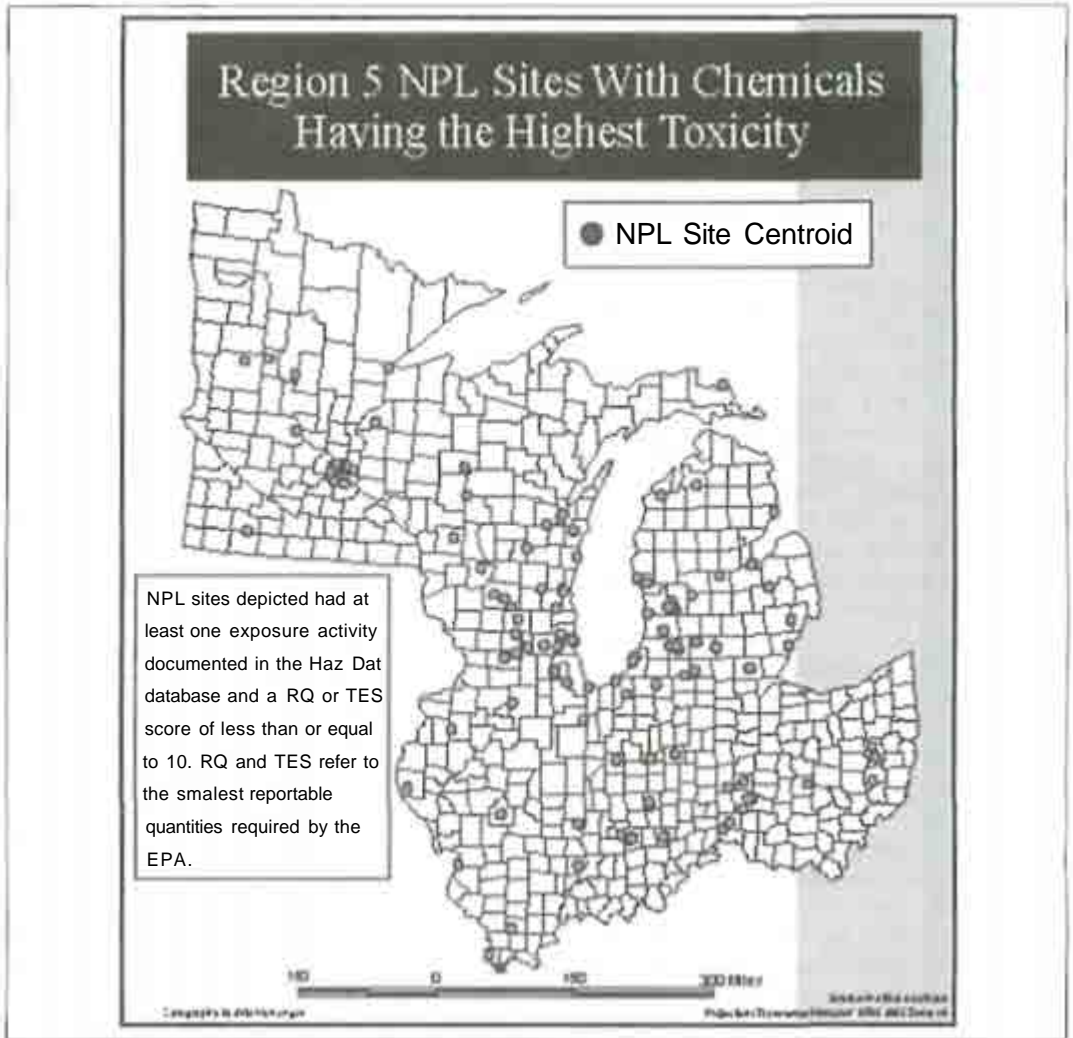 Region 5 NPL Sites With Chemicals
Having the Highest Toxicity
NPL Site Centroid
NPL sites depicted had at
least one exposure activity
documented in the Haz Dat
database and a RQ or TES
score of less than or equal
to 10. RQ and TES refer to
the smallest reportable
quantities required by the
EPA.
0 300 Miles